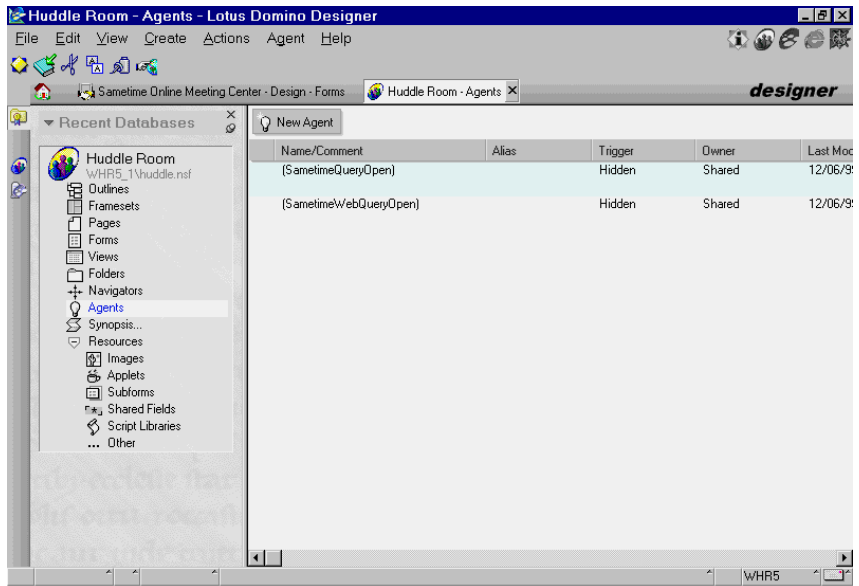 Huddle Room - Agents - Lotus Domino Designer
File Edit View Create Actions Agent Help
Sametime Online Meeting Center - Design - Forms
Huddle Room - Agents
designer
Recent Databases
New Agent
Name/Comment Alias Trigger Owner Last Moc
(SametimeQueryOpen) Hidden Shared 12/06/9
(SametimeWebQueryOpen) Hidden Shared 12/06/9
Huddle Room
WHR5_1\huddle.nsf
Outlines
Framesets
Pages
Forms
Views
Folders
Navigators
Agents
Synopsis...
Resources
Images
Applets
Subforms
Shared Fields
Script Libraries
... Other
WHR5